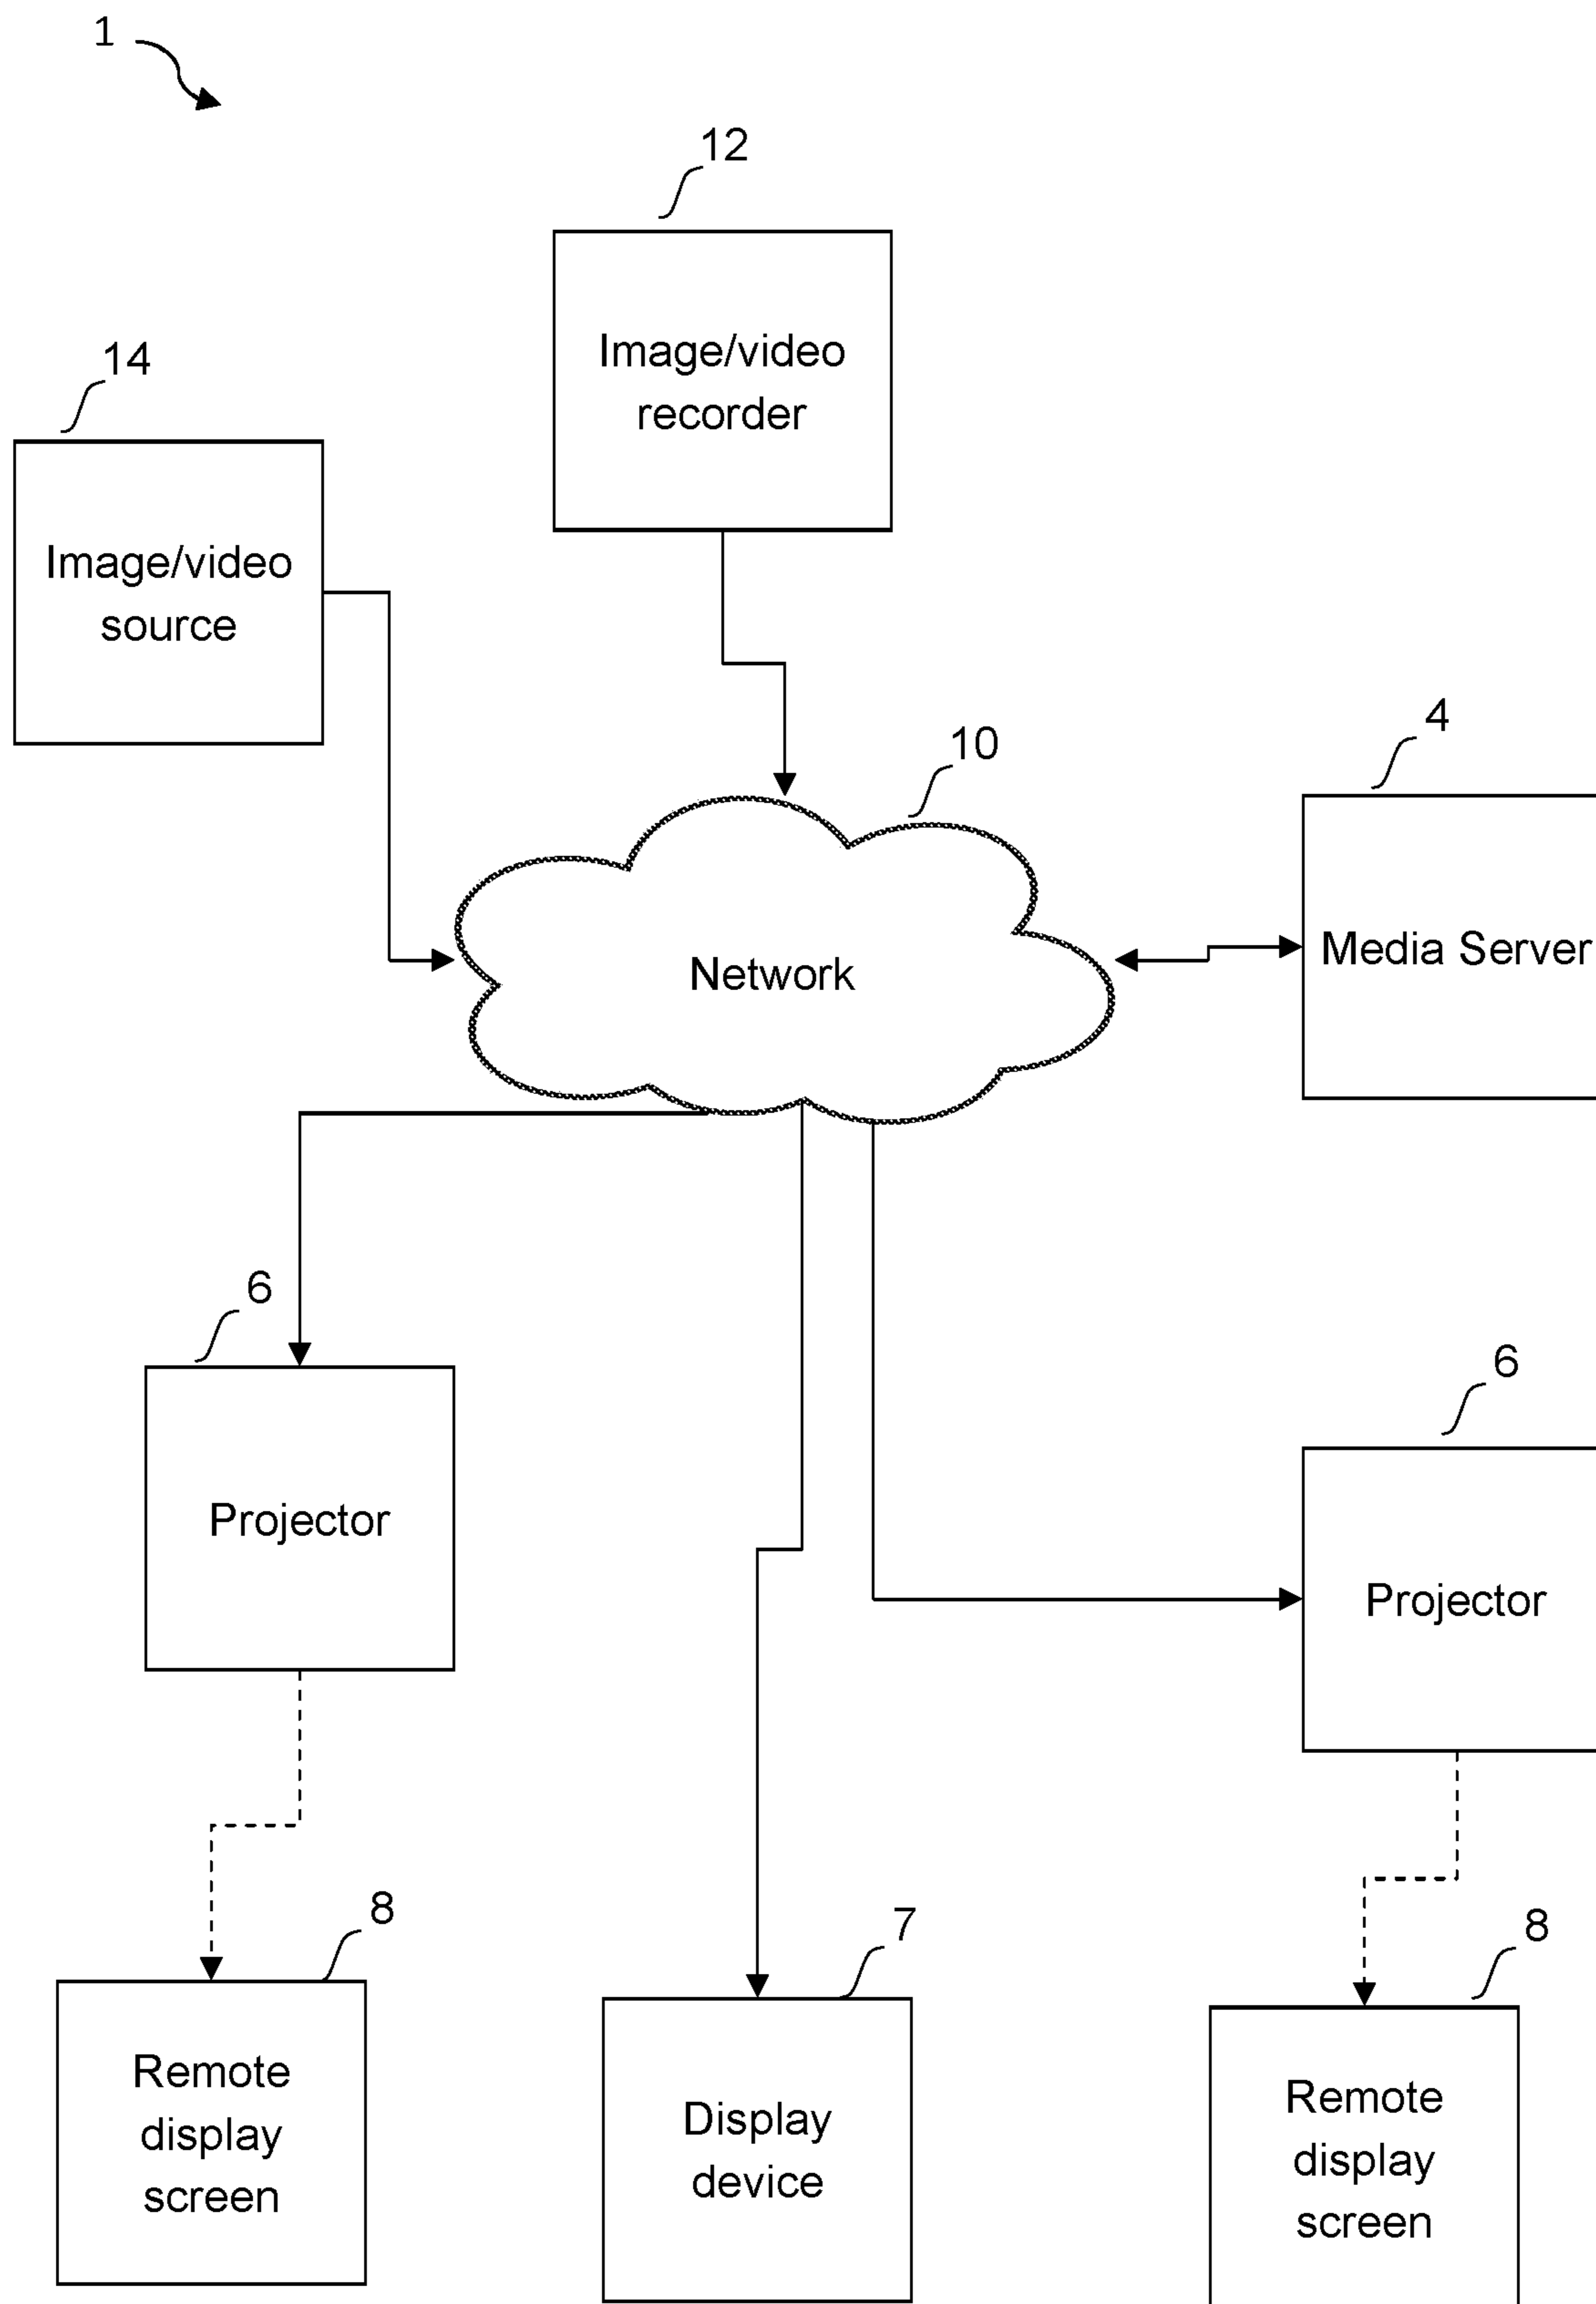 1
12
Image/video
recorder
14
Image/video
source
4
Media Server
10
Network
6
Projector
6
Projector
8
Remote
display
screen
7
Display
device
8
Remote
display
screen